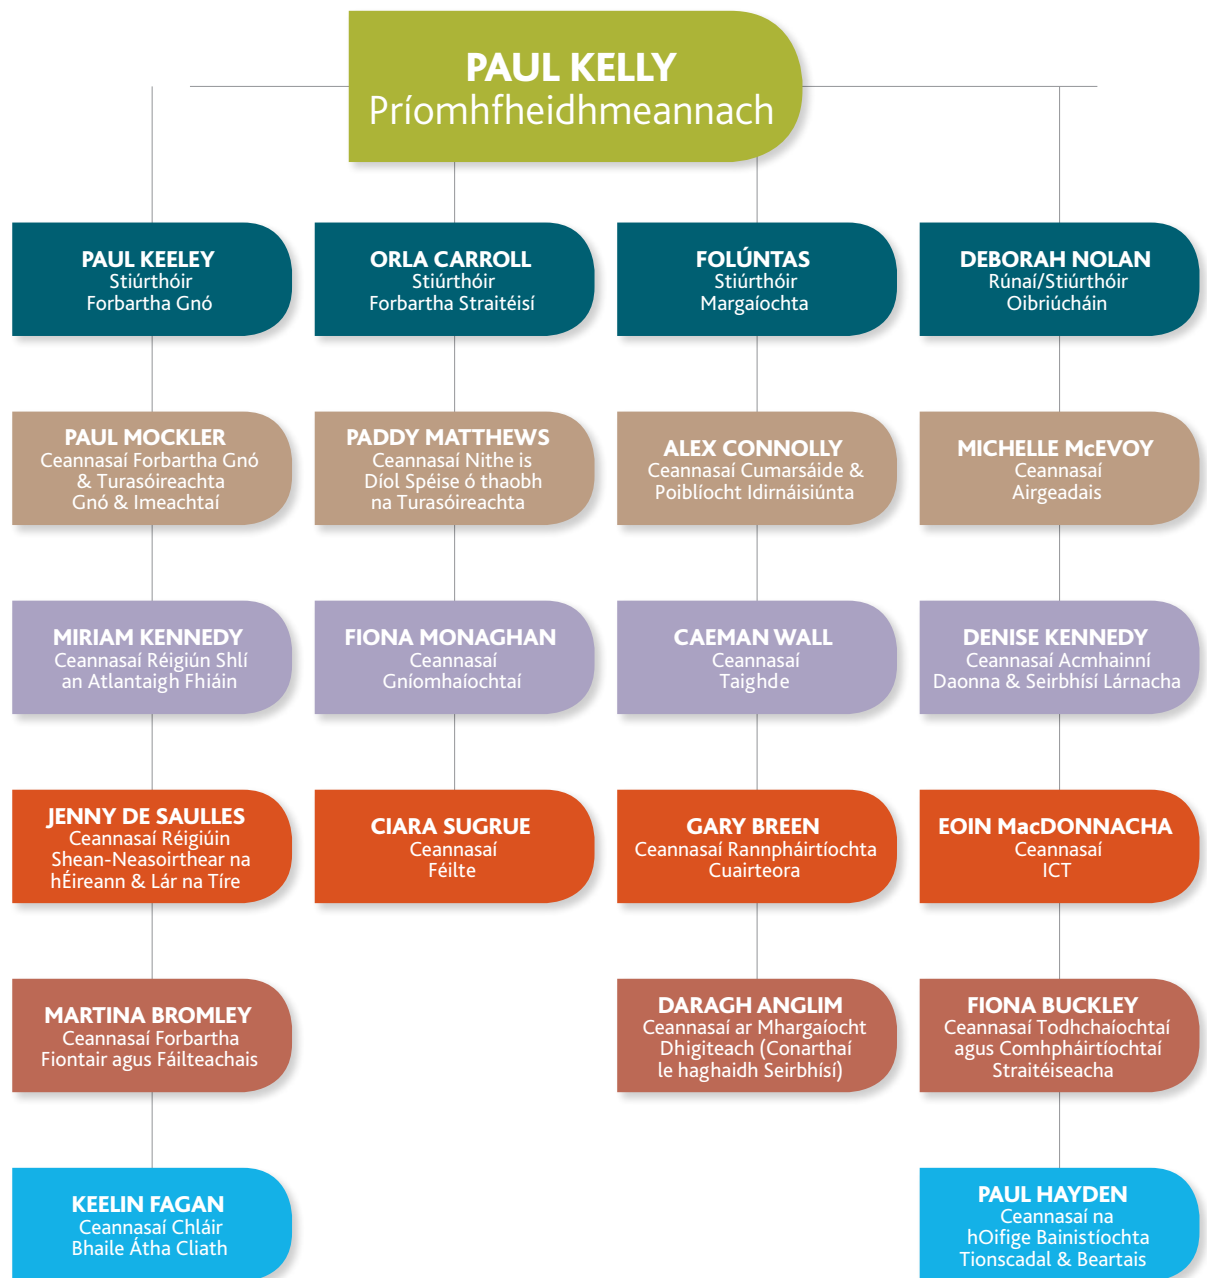 PAUL KELLY
Príomhfheidhmeannach
PAUL KEELEY
Stiúrthóir
Forbartha Gnó
ORLA CARROLL
Stiúrthóir
Forbartha Straitéisí
FOLÚNTAS
Stiúrthóir
Margaíochta
DEBORAH NOLAN
Rúnaí/Stiúrthóir
Oibriúcháin
PAUL MOCKLER
Ceannasaí Forbartha Gnó
& Turasóireachta
Gnó & Imeachtaí
PADDY MATTHEWS
Ceannasaí Nithe is
Díol Spéise ó thaobh
na Turasóireachta
ALEX CONNOLLY
Ceannasaí Cumarsáide &
Poiblíocht Idirnáisiúnta
MICHELLE McEVOY
Ceannasaí
Airgeadais
MIRIAM KENNEDY
Ceannasaí Réigiún Shlí
an Atlantaigh Fhiáin
FIONA MONAGHAN
Ceannasaí
Gníomhaíochtaí
CAEMAN WALL
Ceannasaí
Taighde
DENISE KENNEDY
Ceannasaí Acmhainní
Daonna & Seirbhísí Lárnacha
JENNY DE SAULLES
Ceannasaí Réigiúin
Shean-Neasoirthear na
hÉireann & Lár na Tíre
CIARA SUGRUE
Ceannasaí
Féilte
GARY BREEN
Ceannasaí Rannpháirtíochta
Cuairteora
EOIN MacDONNACHA
Ceannasaí
ICT
MARTINA BROMLEY
Ceannasaí Forbartha
Fiontair agus Fáilteachais
DARAGH ANGLIM
Ceannasaí ar Mhargaíocht
Dhigiteach (Conarthaí
le haghaidh Seirbhísí)
FIONA BUCKLEY
Ceannasaí Todhchaíochtaí
agus Comhpháirtíochtaí
Straitéiseacha
KEELIN FAGAN
Ceannasaí Chláir
Bhaile Átha Cliath
PAUL HAYDEN
Ceannasaí na
hOifige Bainistíochta
Tionscadal & Beartais